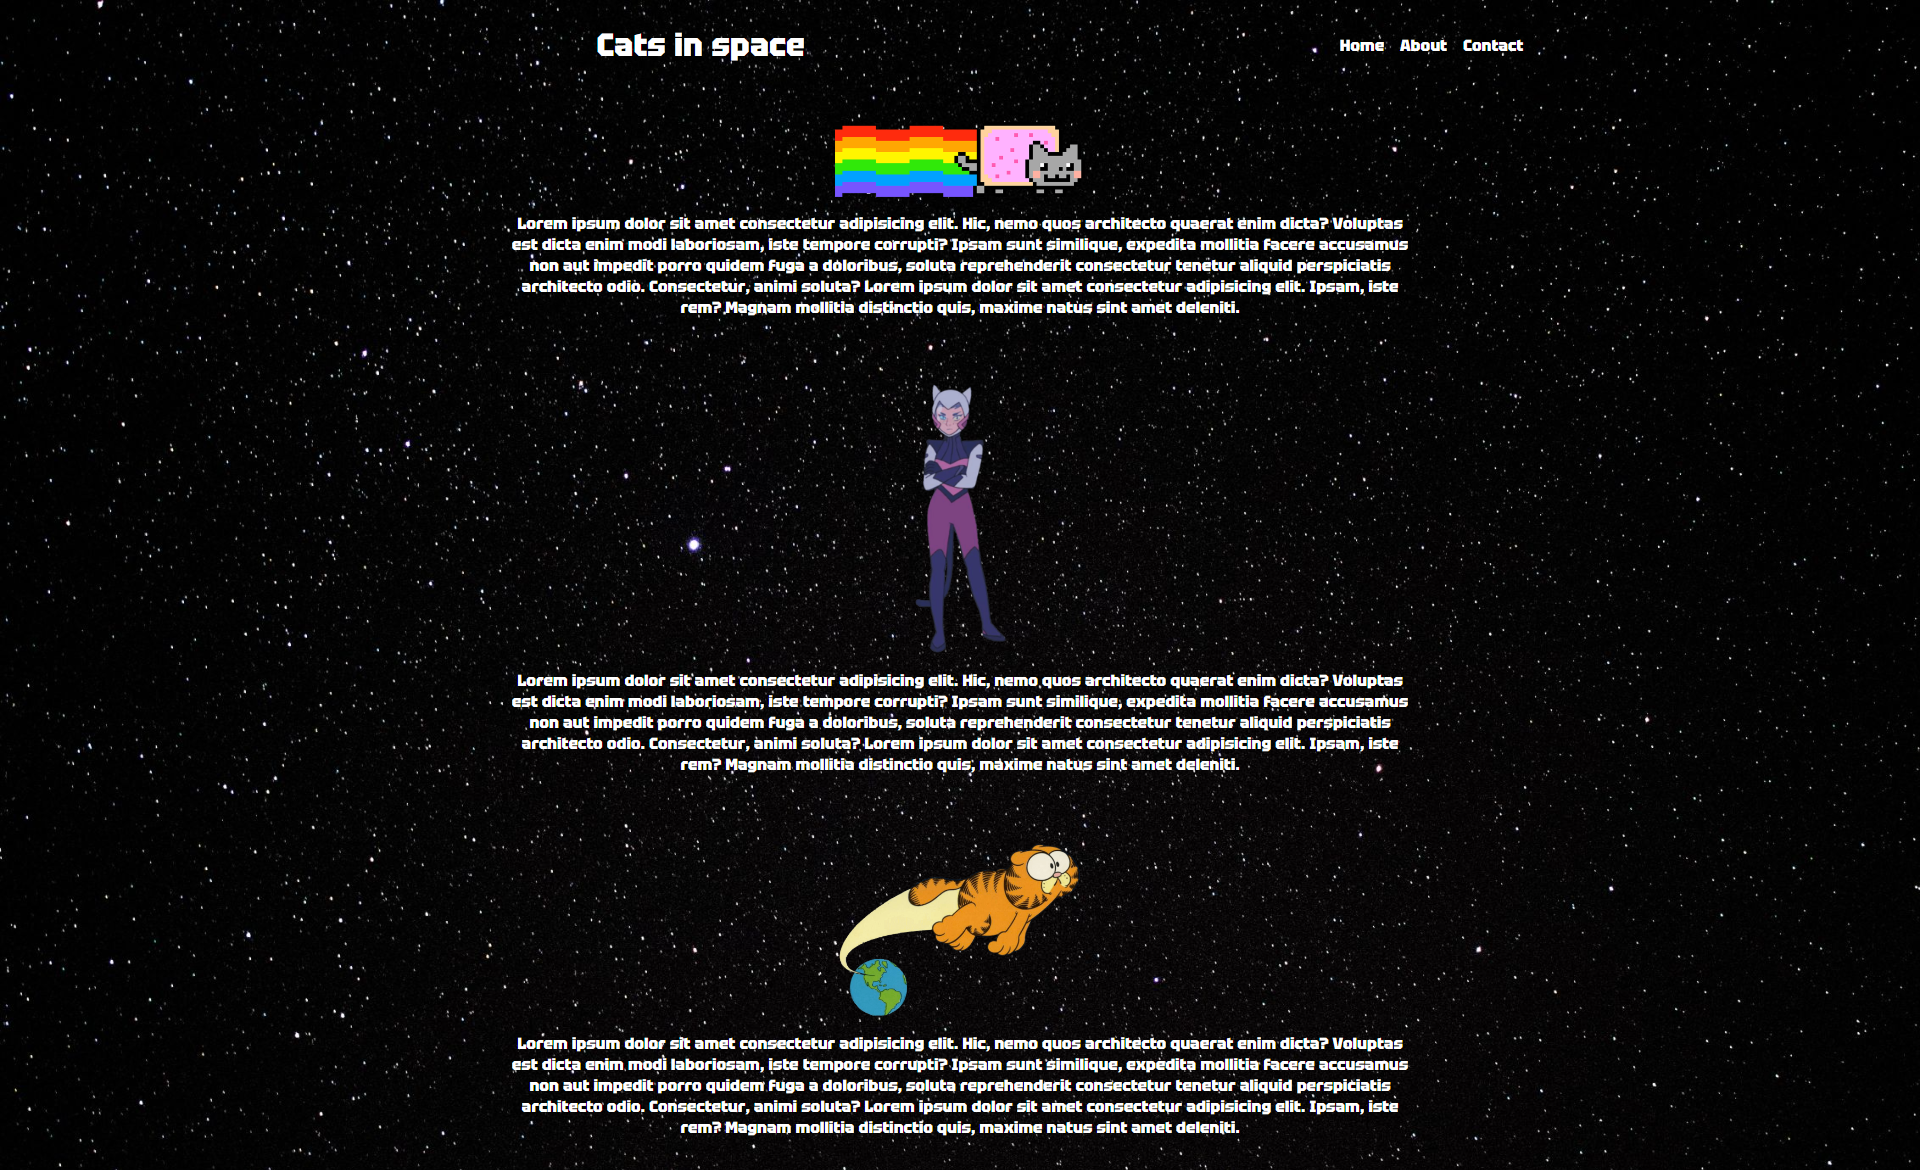 Cats in space
Home About Contact
Lorem ipsum dolor sit amet consectetur adipisicing elit. Hic, nemo quos architecto quaerat enim dicta? Voluptas
est dicta enim modi laboriosam, iste tempore corrupti? Ipsam sunt similique, expedita mollitia facere accusamus
non aut impedit porro quidem fuga a doloribus, soluta reprehenderit consectetur tenetur aliquid perspiciatis
architecto odio. Consectetur, animi soluta? Lorem ipsum dolor sit amet consectetur adipisicing elit. Ipsam, iste
rem? Magnam mollitia distinctio quis, maxime natus sint amet deleniti.
Lorem ipsum dolor sit amet consectetur adipisicing elit. Hic, nemo quos architecto quaerat enim dicta? Voluptas
est dicta enim modi laboriosam, iste tempore corrupti? Ipsam sunt similique, expedita mollitia facere accusamus
non aut impedit porro quidem fuga a doloribus, soluta reprehenderit consectetur tenetur aliquid perspiciatis
architecto odio. Consectetur, animi soluta? Lorem ipsum dolor sit amet consectetur adipisicing elit. Ipsam, iste
rem? Magnam mollitia distinctio quis, maxime natus sint amet deleniti.
Lorem ipsum dolor sit amet consectetur adipisicing elit. Hic, nemo quos architecto quaerat enim dicta? Voluptas
est dicta enim modi laboriosam, iste tempore corrupti? Ipsam sunt similique, expedita mollitia facere accusamus
non aut impedit porro quidem fuga a doloribus, soluta reprehenderit consectetur tenetur aliquid perspiciatis
architecto odio. Consectetur, animi soluta? Lorem ipsum dolor sit amet consectetur adipisicing elit. Ipsam, iste
rem? Magnam mollitia distinctio quis, maxime natus sint amet deleniti.